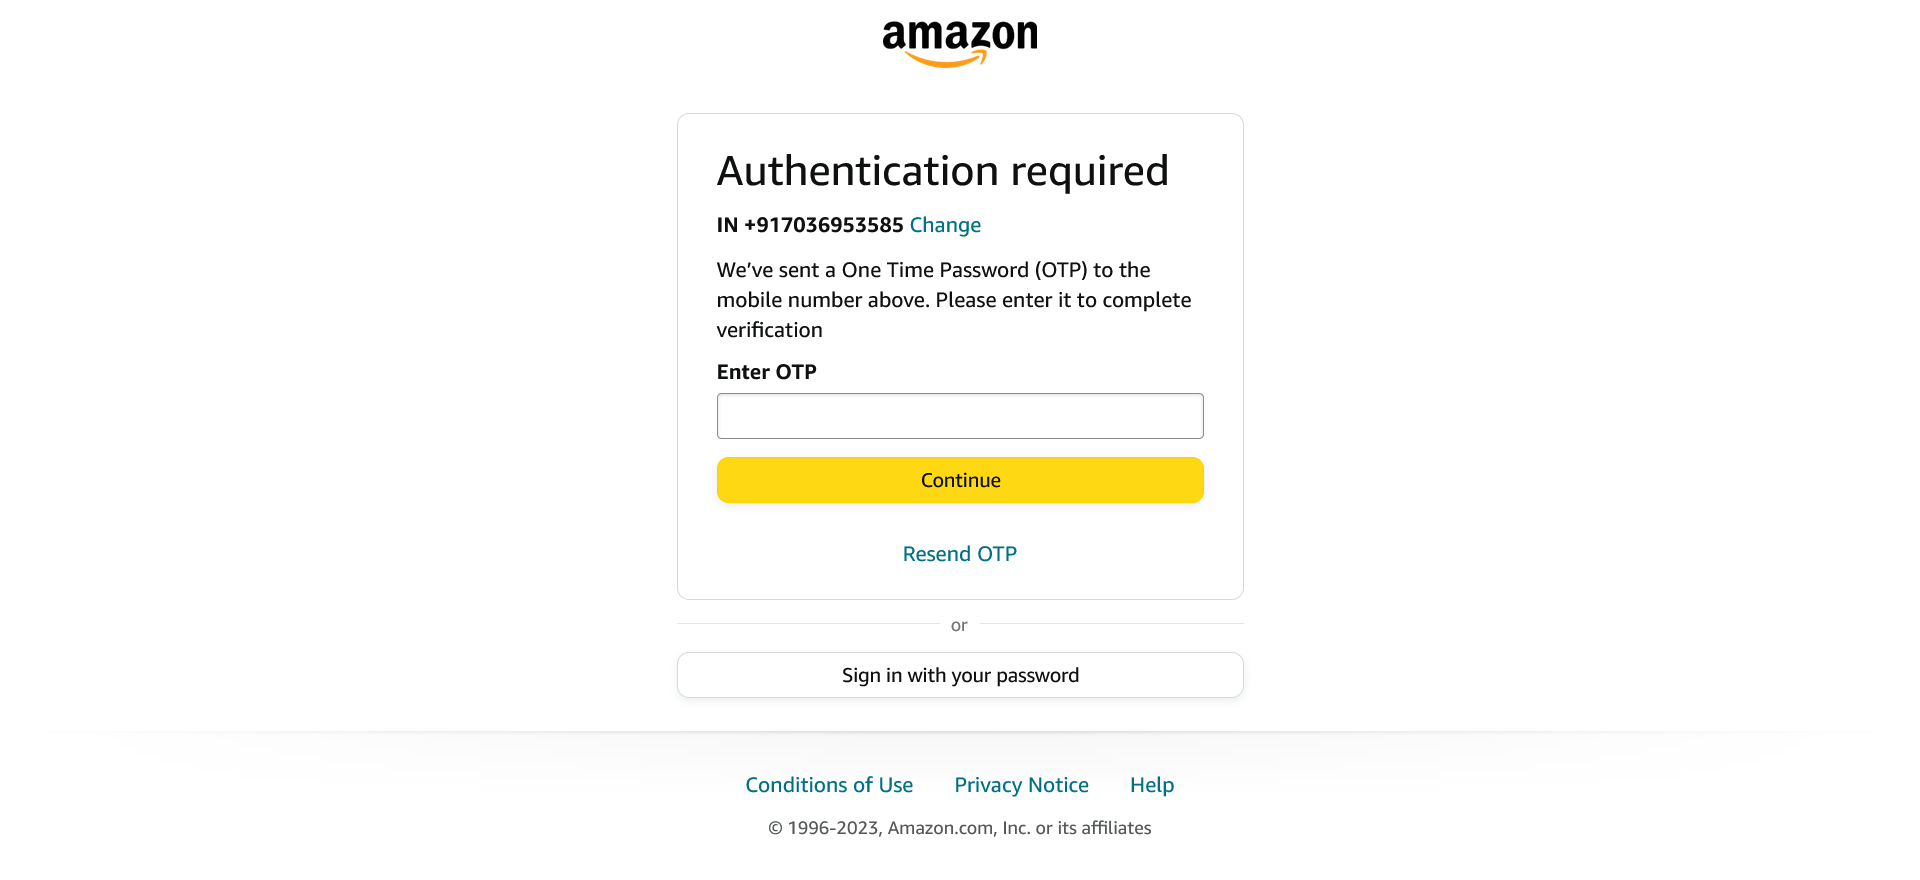 amazon
Authentication required
IN +917036953585 Change
We’ve sent a One Time Password (OTP) to the
mobile number above. Please enter it to complete
verification
Enter OTP
Continue
Resend OTP
or
Sign in with your password
Conditions of Use Privacy Notice Help
© 1996-2023, Amazon.com, Inc. or its affiliates